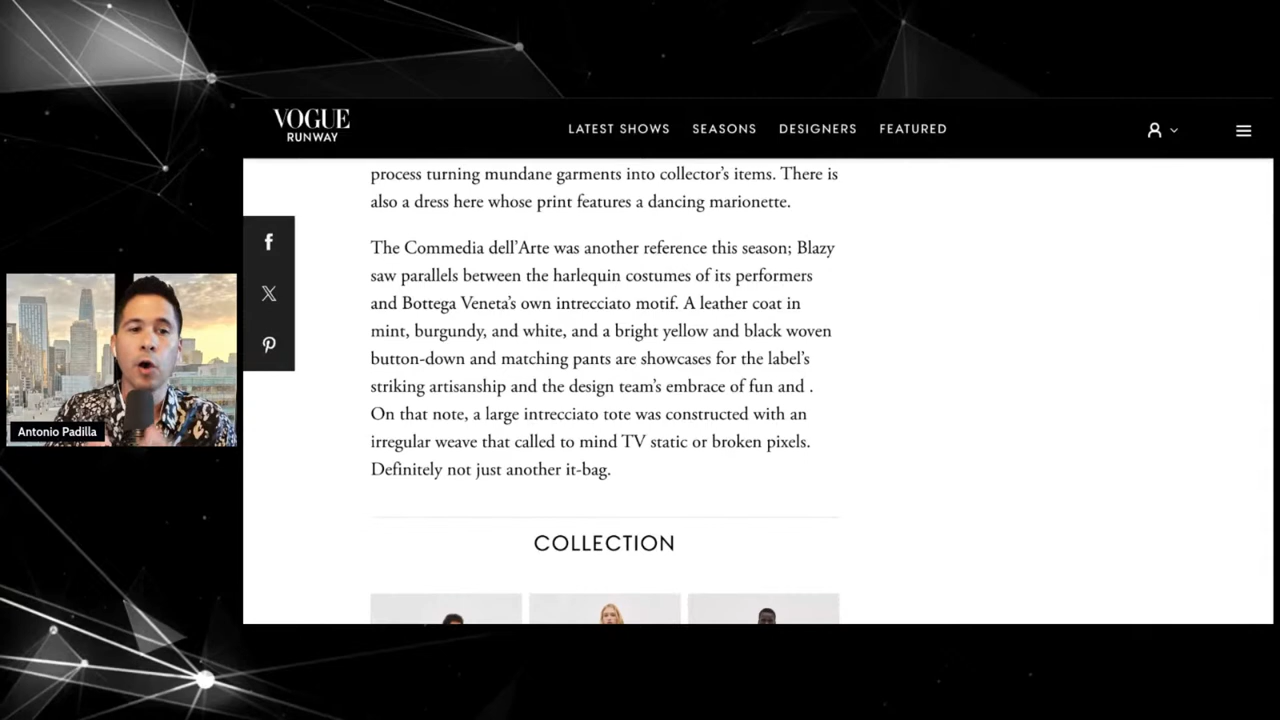 VOGUE
RUNWAY
LATEST SHOWS
SEASONS
DESIGNERS
FEATURED
process turning mundane garments into collector’s items. There is
also a dress here whose print features a dancing marionette.
The Commedia dell’Arte was another reference this season; Blazy
saw parallels between the harlequin costumes of its performers
and Bottega Veneta’s own intrecciato motif. A leather coat in
mint, burgundy, and white, and a bright yellow and black woven
button-down and matching pants are showcases for the label’s
striking artisanship and the design team’s embrace of fun and .
On that note, a large intrecciato tote was constructed with an
irregular weave that called to mind TV static or broken pixels.
Definitely not just another it-bag.
COLLECTION
Antonio Padilla